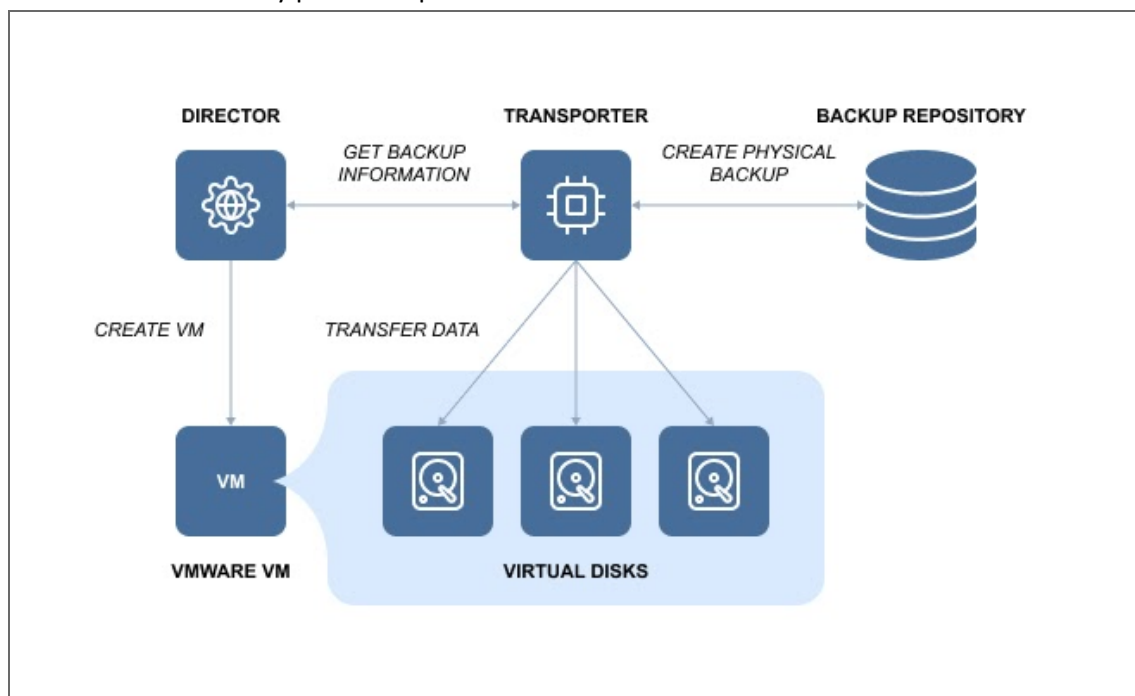 DIRECTOR
TRANSPORTER
BACKUP REPOSITORY
GET BACKUP
INFORMATION
CREATE PHYSICAL
BACKUP
CREATE VM
TRANSFER DATA
VM
VMWARE VM
VIRTUAL DISKS